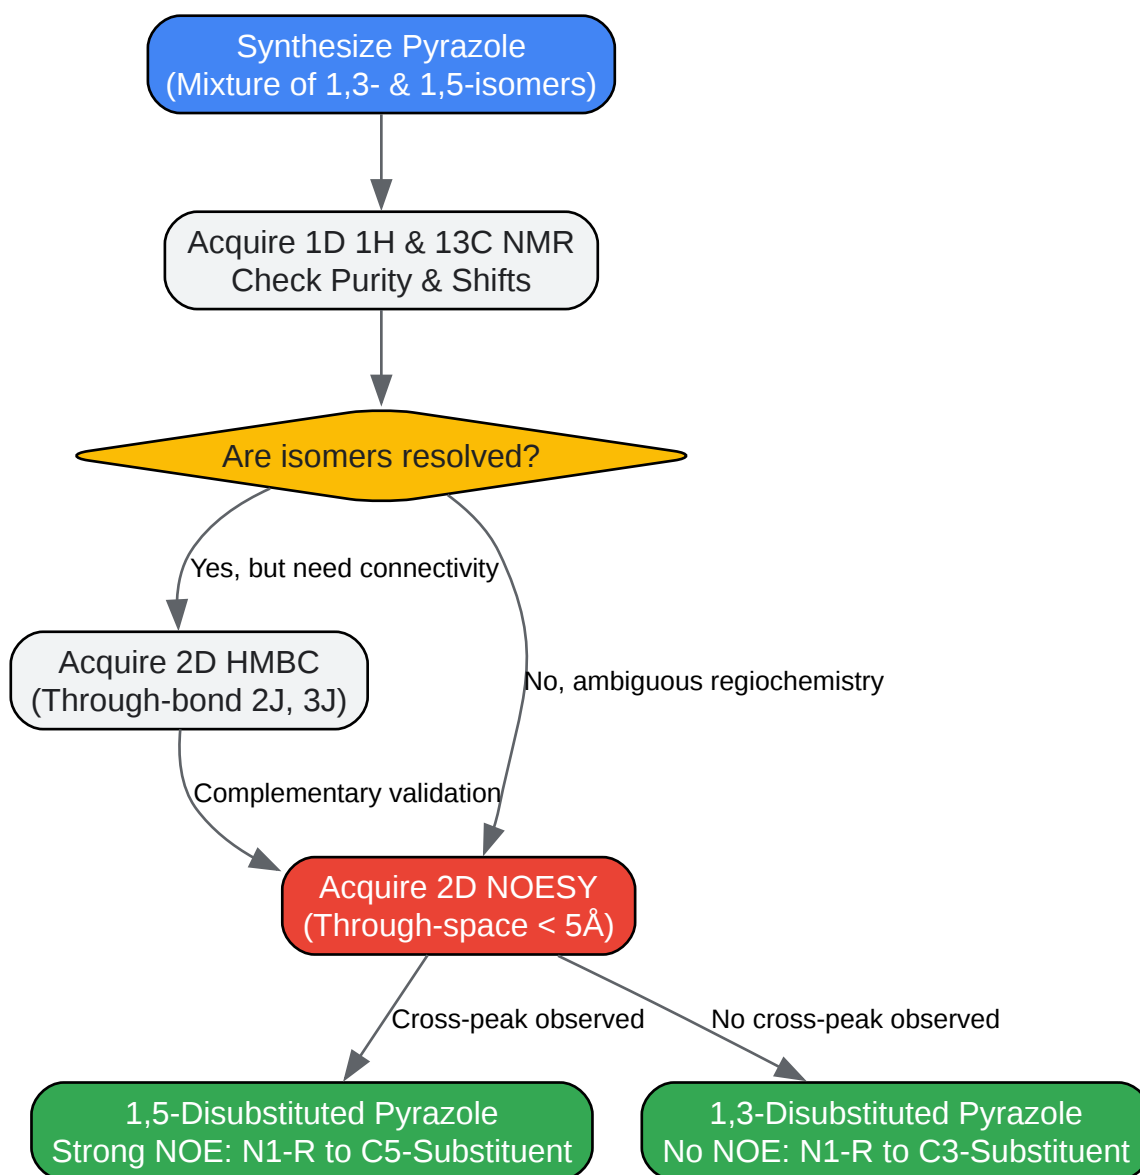 Synthesize Pyrazole
(Mixture of 1,3- & 1,5-isomers)
Acquire 1D 1H & 13C NMR
Check Purity & Shifts
Are isomers resolved?
Yes, but need connectivity
Acquire 2D HMBC
(Through-bond 2J, 3J)
No, ambiguous regiochemistry
Complementary validation
Acquire 2D NOESY
(Through-space < 5Å)
Cross-peak observed
No cross-peak observed
1,5-Disubstituted Pyrazole
Strong NOE: N1-R to C5-Substituent
1,3-Disubstituted Pyrazole
No NOE: N1-R to C3-Substituent